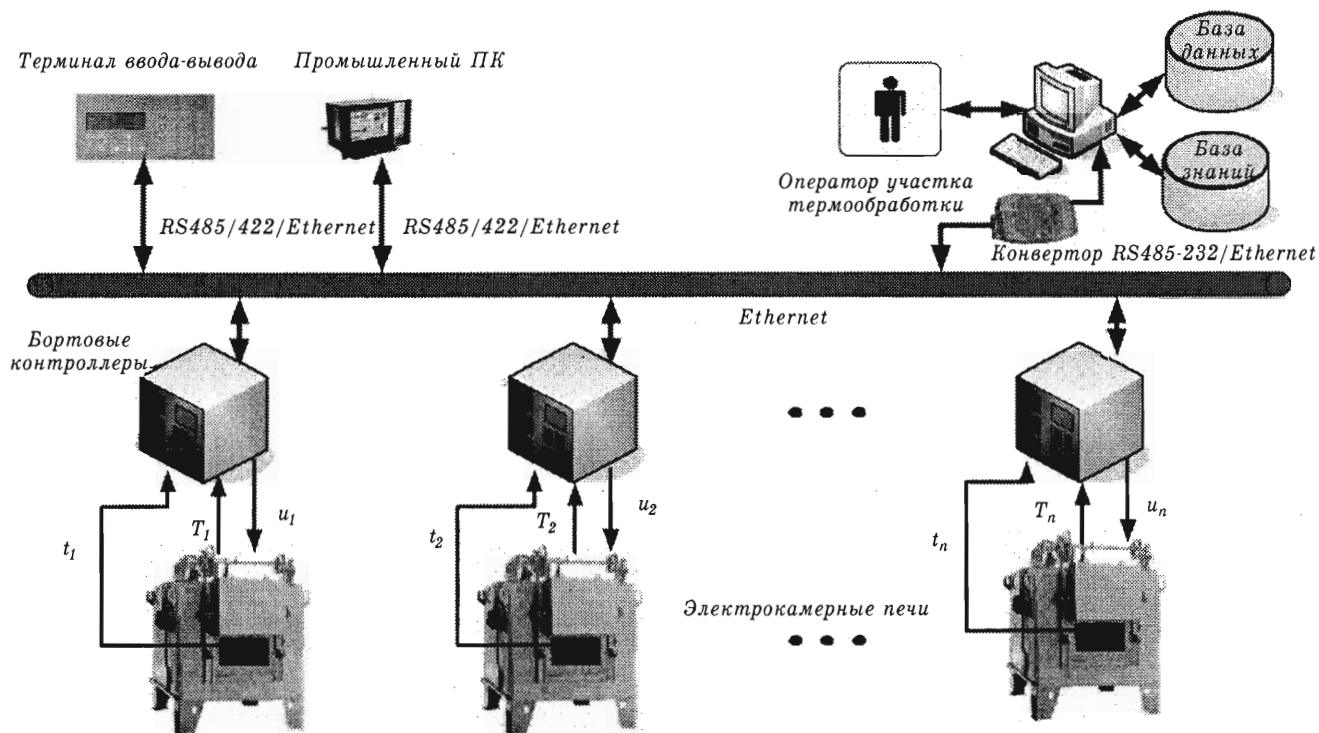 Терминал ввода-вывода
Промышленный ПК
База
данных
База
знаний
Оператор участка
термообработки
RS485/422/Ethernet
RS485/422/Ethernet
Конвертор RS485-232/Ethernet
Ethernet
Бортовые
контроллеры
t1
T1
u1
t2
T2
u2
tn
Tn
un
Электрокамерные печи